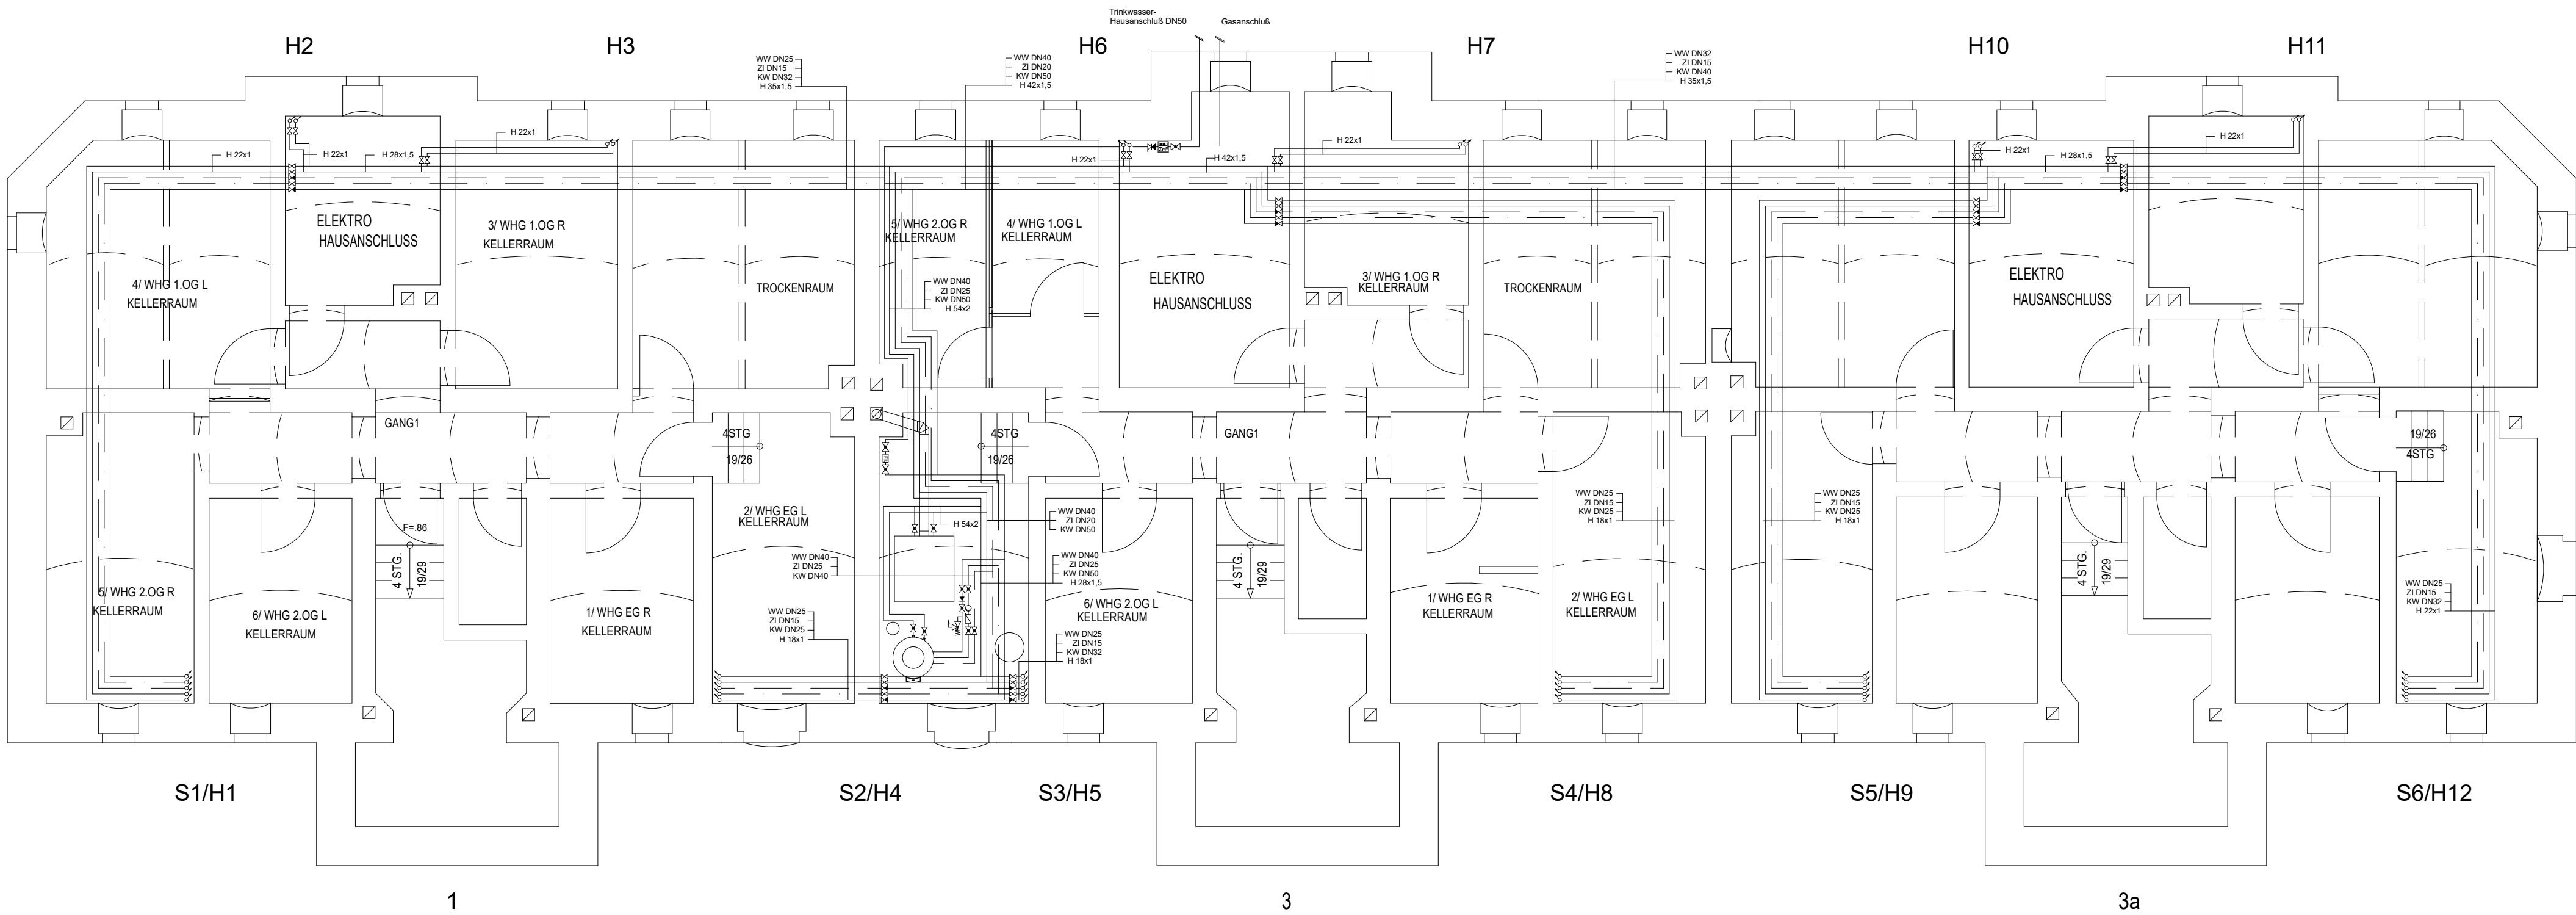 Trinkwasser-
Hausanschluß DN50
Gasanschluß
H2
H3
H6
H7
H10
H11
WW DN25
ZI DN15
KW DN32
H 35x1,5
WW DN40
ZI DN20
KW DN50
H 42x1,5
WW DN32
ZI DN15
KW DN40
H 35x1,5
H 22x1
H 22x1
H 28x1,5
H 22x1
H 22x1
H 42x1,5
H 22x1
H 22x1
H 28x1,5
H 22x1
4/ WHG 1.OG L
KELLERRAUM
ELEKTRO
HAUSANSCHLUSS
3/ WHG 1.OG R
KELLERRAUM
TROCKENRAUM
5/ WHG 2.OG R
KELLERRAUM
4/ WHG 1.OG L
KELLERRAUM
WW DN40
ZI DN25
KW DN50
H 54x2
ELEKTRO
HAUSANSCHLUSS
3/ WHG 1.OG R
KELLERRAUM
TROCKENRAUM
ELEKTRO
HAUSANSCHLUSS
GANG1
4STG
19/26
4STG
19/26
GANG1
19/26
4STG
5/ WHG 2.OG R
KELLERRAUM
6/ WHG 2.OG L
KELLERRAUM
F=.86
4 STG.
19/29
1/ WHG EG R
KELLERRAUM
2/ WHG EG L
KELLERRAUM
WW DN40
ZI DN25
KW DN40
WW DN25
ZI DN15
KW DN25
H 18x1
H 54x2
WW DN40
ZI DN20
KW DN50
WW DN40
ZI DN25
KW DN50
H 28x1,5
6/ WHG 2.OG L
KELLERRAUM
WW DN25
ZI DN15
KW DN32
H 18x1
4 STG.
19/29
1/ WHG EG R
KELLERRAUM
2/ WHG EG L
KELLERRAUM
WW DN25
ZI DN15
KW DN25
H 18x1
WW DN25
ZI DN15
KW DN25
H 18x1
4 STG.
19/29
WW DN25
ZI DN15
KW DN32
H 22x1
S1/H1
S2/H4
S3/H5
S4/H8
S5/H9
S6/H12
1
3
3a